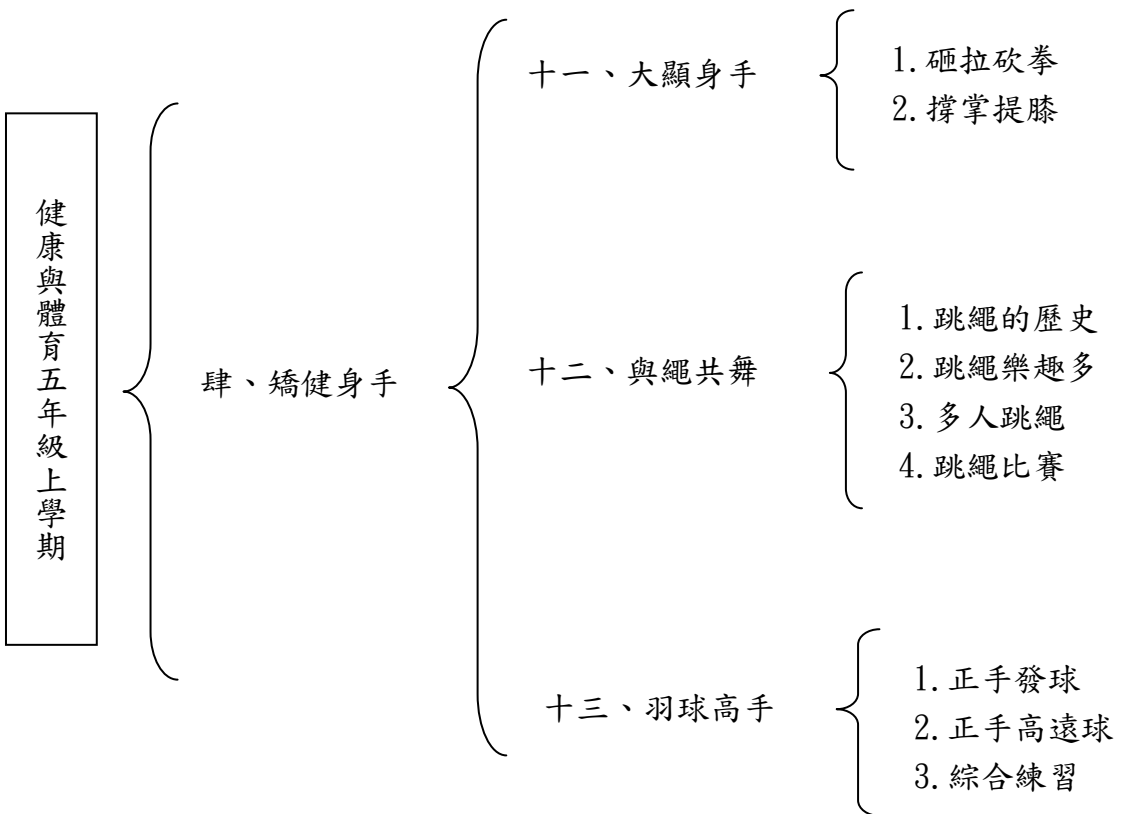 健康與體育五年級上學期
肆、矯健身手
十一、大顯身手
1.砸拉砍拳
2.撐掌提膝
十二、與繩共舞
1.跳繩的歷史
2.跳繩樂趣多
3.多人跳繩
4.跳繩比賽
十三、羽球高手
1.正手發球
2.正手高遠球
3.綜合練習